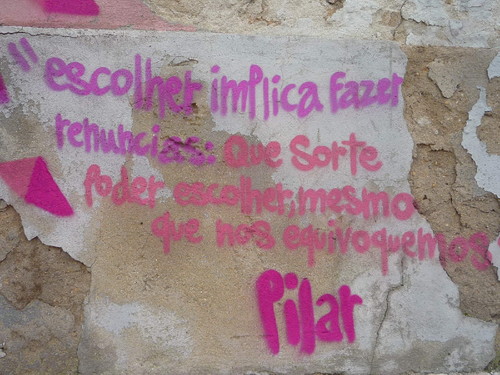 "escolher implica fazer
renuncias: Que Sorte
poder escolher, mesmo
que nos equivoquemos
Pilar